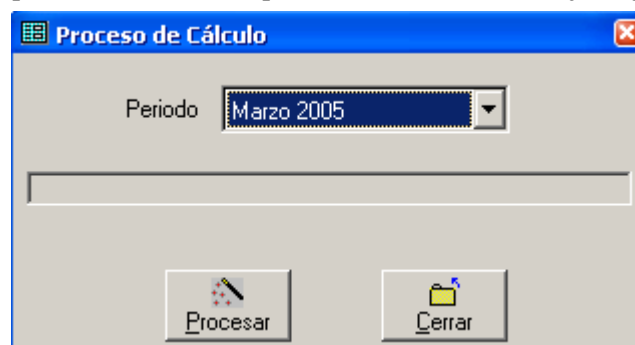 Proceso de Cálculo
Periodo Marzo 2005
Procesar Cerrar